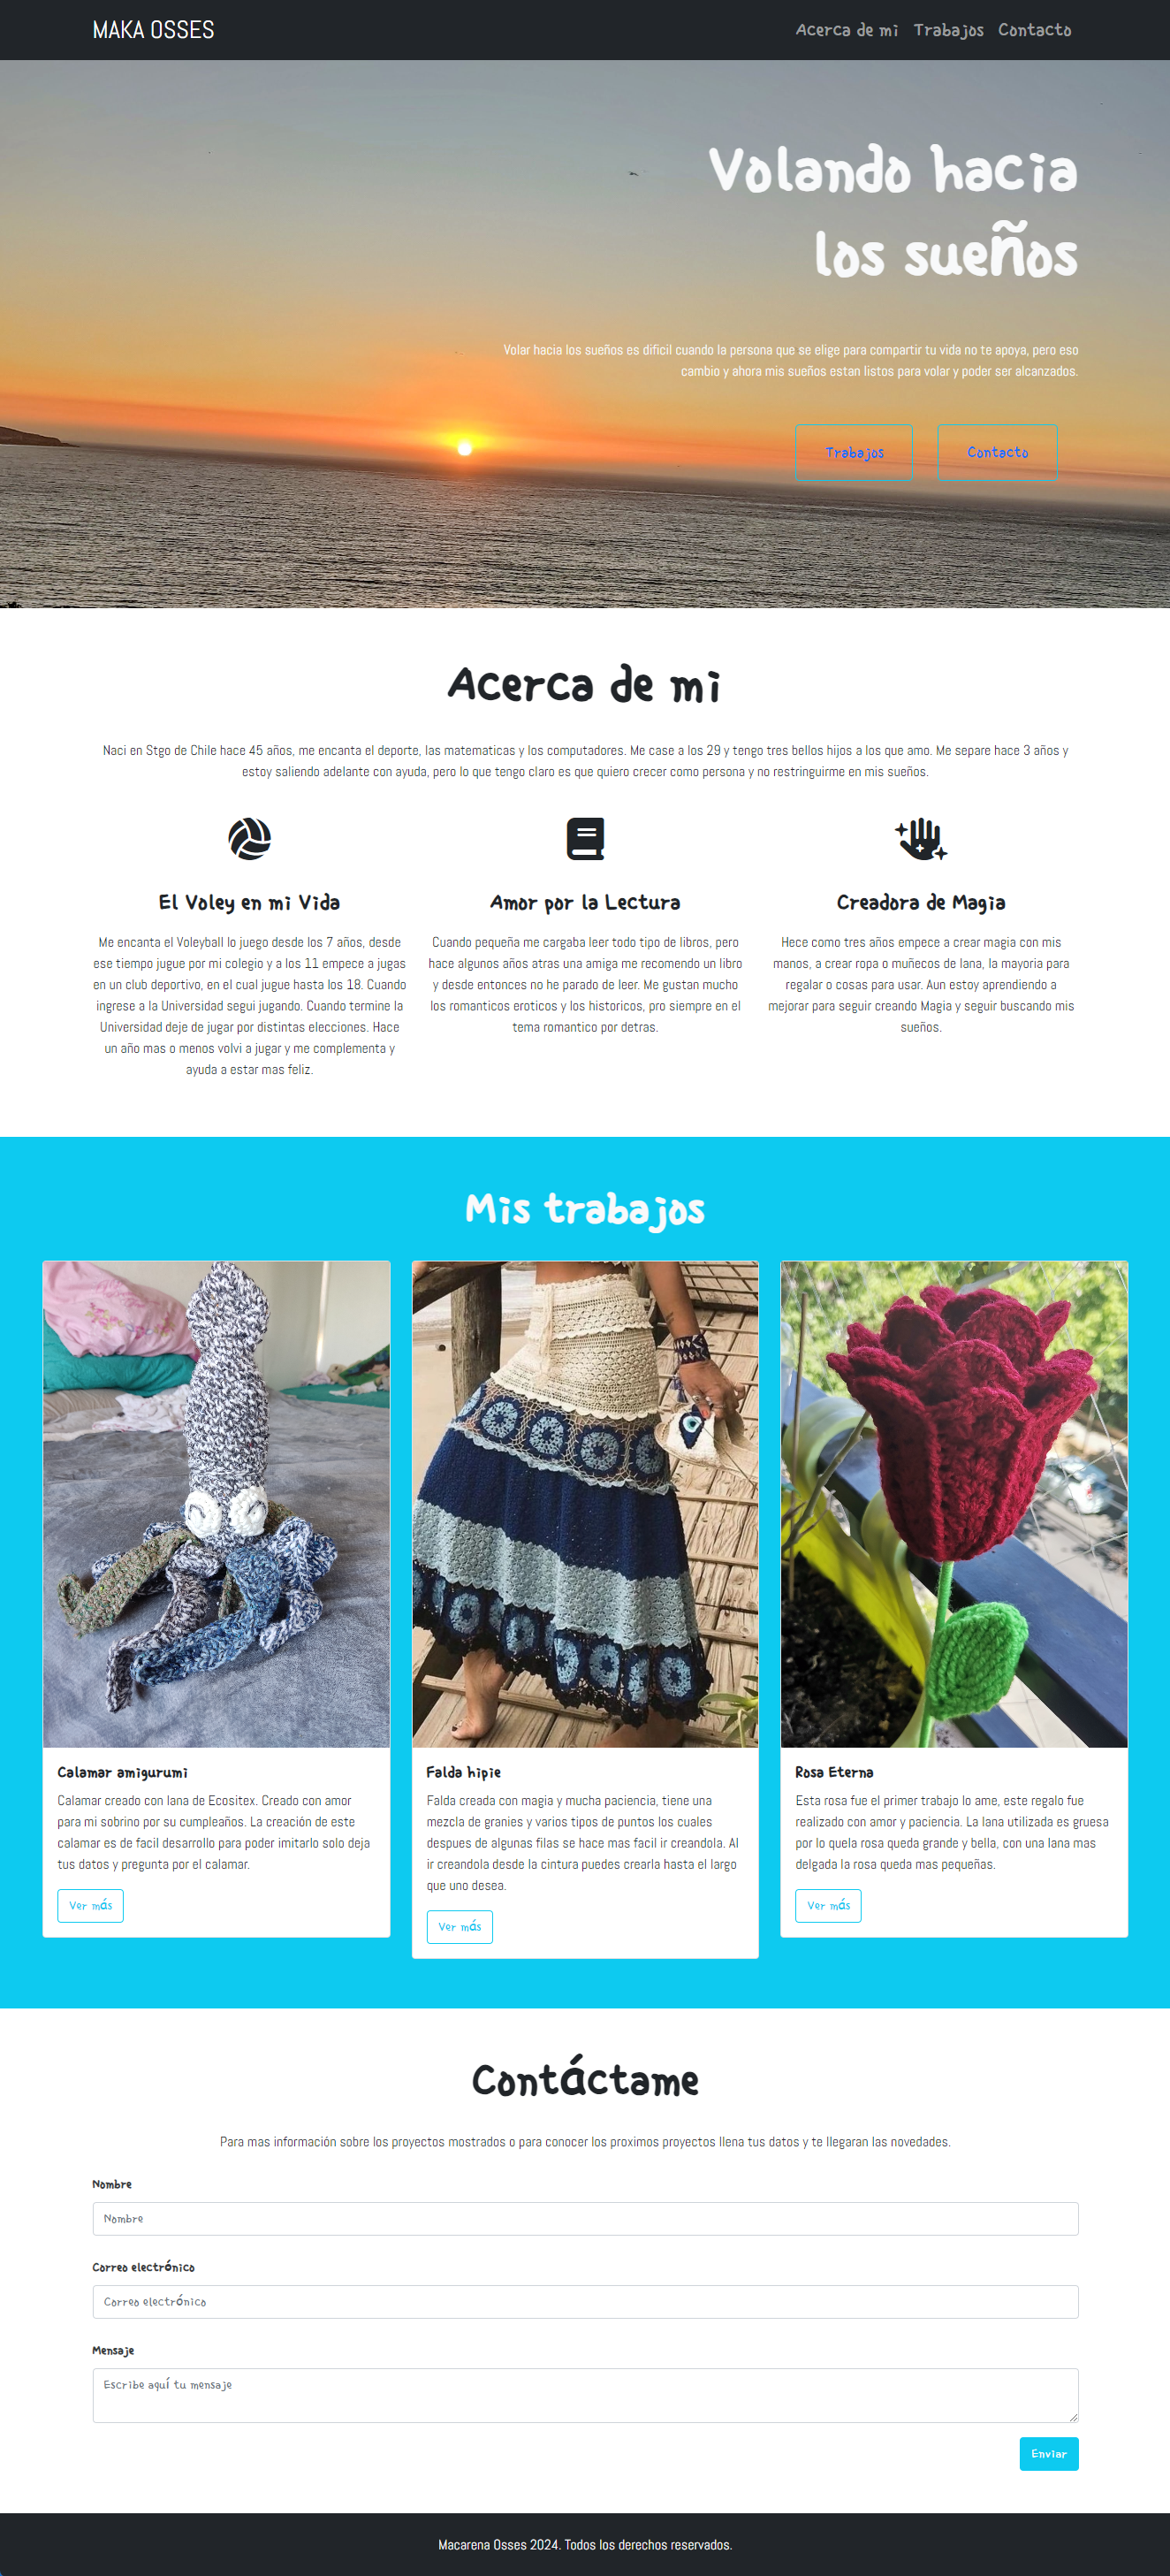 MAKA OSSES
Acerca de mi Trabajos Contacto
Volando hacia
los sueños
Volar hacia los sueños es dificil cuando la persona que se elige para compartir tu vida no te apoya, pero eso
cambio y ahora mis sueños estan listos para volar y poder ser alcanzados.
Trabajos Contacto
Acerca de mi
Naci en Stgo de Chile hace 45 años, me encanta el deporte, las matematicas y los computadores. Me case a los 29 y tengo tres bellos hijos a los que amo. Me separe hace 3 años y
estoy saliendo adelante con ayuda, pero lo que tengo claro es que quiero crecer como persona y no restringuirme en mis sueños.
El Voley en mi Vida
Me encanta el Voleyball lo juego desde los 7 años, desde
ese tiempo jugue por mi colegio y a los 11 empece a jugas
en un club deportivo, en el cual jugue hasta los 18. Cuando
ingrese a la Universidad segui jugando. Cuando termine la
Universidad deje de jugar por distintas elecciones. Hace
un año mas o menos volvi a jugar y me complementa y
ayuda a estar mas feliz.
Amor por la Lectura
Cuando pequeña me cargaba leer todo tipo de libros, pero
hace algunos años atras una amiga me recomendo un libro
y desde entonces no he parado de leer. Me gustan mucho
los romanticos eroticos y los historicos, pro siempre en el
tema romantico por detras.
Creadora de Magia
Hece como tres años empece a crear magia con mis
manos, a crear ropa o muñecos de lana, la mayoria para
regalar o cosas para usar. Aun estoy aprendiendo a
mejorar para seguir creando Magia y seguir buscando mis
sueños.
Mis trabajos
Calamar amigurumi
Calamar creado con lana de Ecositex. Creado con amor
para mi sobrino por su cumpleaños. La creación de este
calamar es de facil desarrollo para poder imitarlo solo deja
tus datos y pregunta por el calamar.
Ver más
Falda hipie
Falda creada con magia y mucha paciencia, tiene una
mezcla de granies y varios tipos de puntos los cuales
despues de algunas filas se hace mas facil ir creandola. Al
ir creandola desde la cintura puedes crearla hasta el largo
que uno desea.
Ver más
Rosa Eterna
Esta rosa fue el primer trabajo lo ame, este regalo fue
realizado con amor y paciencia. La lana utilizada es gruesa
por lo quela rosa queda grande y bella, con una lana mas
delgada la rosa queda mas pequeñas.
Ver más
Contáctame
Para mas información sobre los proyectos mostrados o para conocer los proximos proyectos llena tus datos y te llegaran las novedades.
Nombre
Nombre
Correo electrónico
Correo electrónico
Mensaje
Escribe aquí tu mensaje
Enviar
Macarena Osses 2024. Todos los derechos reservados.